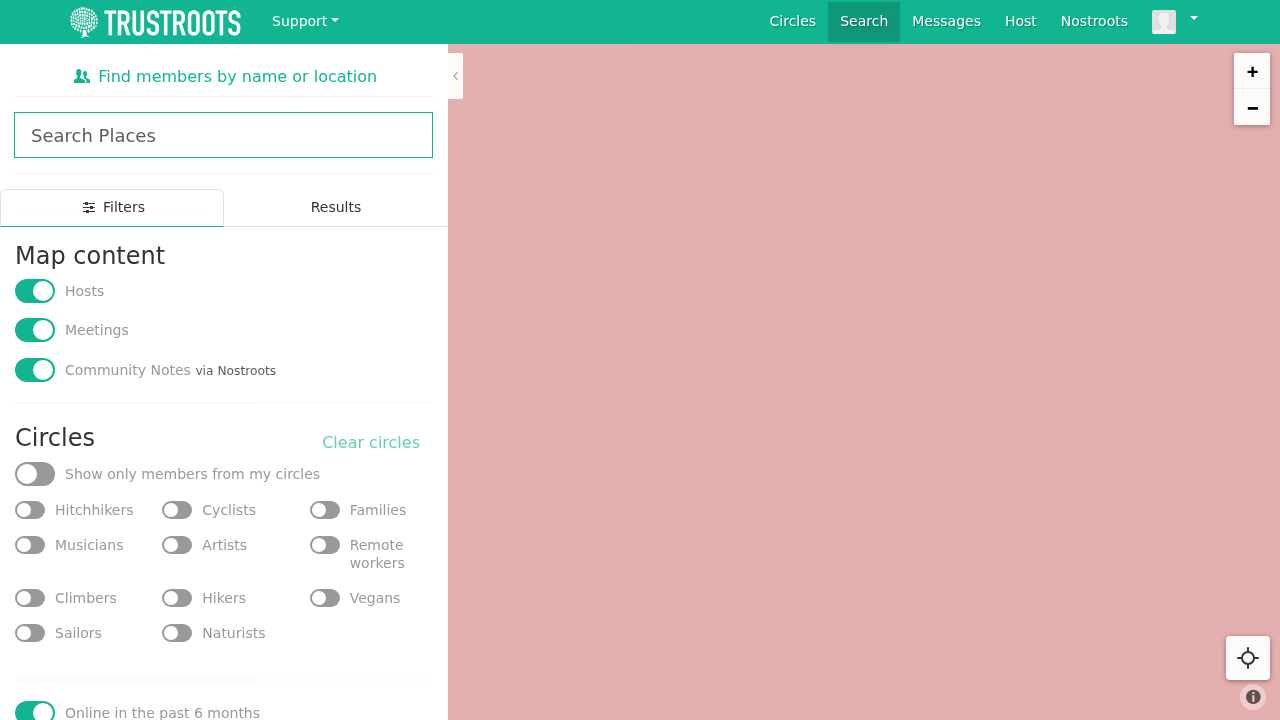 TRUSTROOTS
Support
Circles
Search
Messages
Host
Nostroots
Find members by name or location
Search Places
Filters
Results
Map content
Hosts
Meetings
Community Notes via Nostroots
Circles
Clear circles
Show only members from my circles
Hitchhikers
Cyclists
Families
Musicians
Artists
Remote
workers
Climbers
Hikers
Vegans
Sailors
Naturists
Online in the past 6 months
+
−